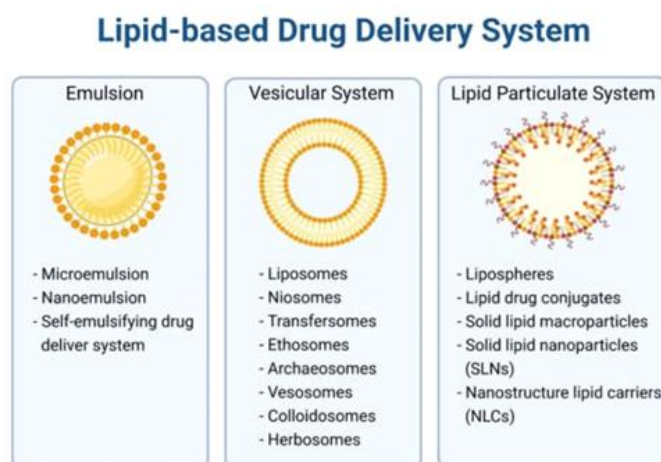 Lipid-based Drug Delivery System
Emulsion
- Microemulsion
- Nanoemulsion
- Self-emulsifying drug
deliver system
Vesicular System
- Liposomes
- Niosomes
- Transfersomes
- Ethosomes
- Archaeosomes
- Vesosomes
- Colloidosomes
- Herbosomes
Lipid Particulate System
- Lipospheres
- Lipid drug conjugates
- Solid lipid macroparticles
- Solid lipid nanoparticles
(SLNs)
- Nanostructure lipid carriers
(NLCs)